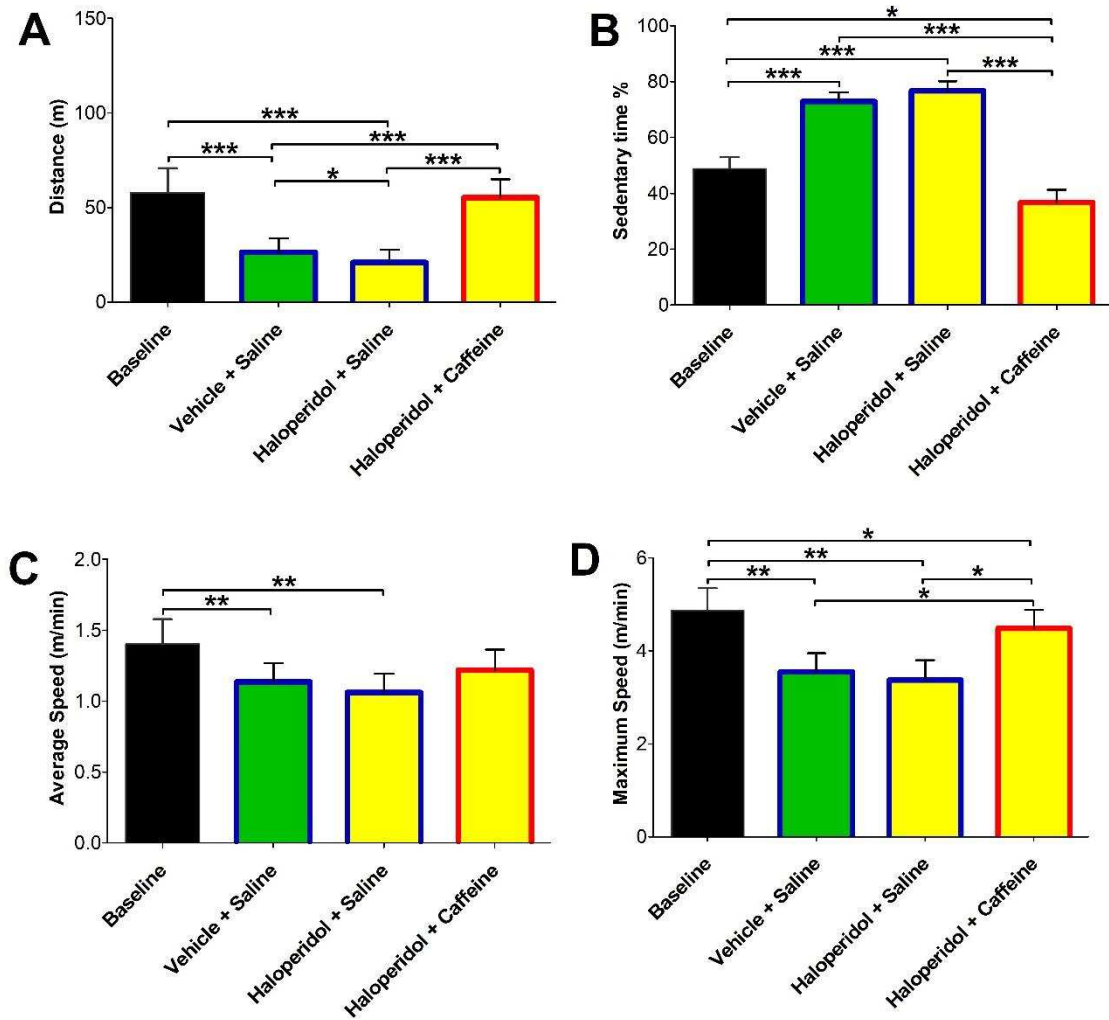 A
Distance (m)
150
100
50
0
***
***
***
*
***
Baseline
Vehicle + Saline
Haloperidol + Saline
Haloperidol + Caffeine
B
Sedentary time %
100
80
60
40
20
0
*
***
***
***
***
Baseline
Vehicle + Saline
Haloperidol + Saline
Haloperidol + Caffeine
C
Average Speed (m/min)
2.0
1.5
1.0
0.5
0.0
**
**
Baseline
Vehicle + Saline
Haloperidol + Saline
Haloperidol + Caffeine
D
Maximum Speed (m/min)
6
4
2
0
*
**
**
*
*
Baseline
Vehicle + Saline
Haloperidol + Saline
Haloperidol + Caffeine